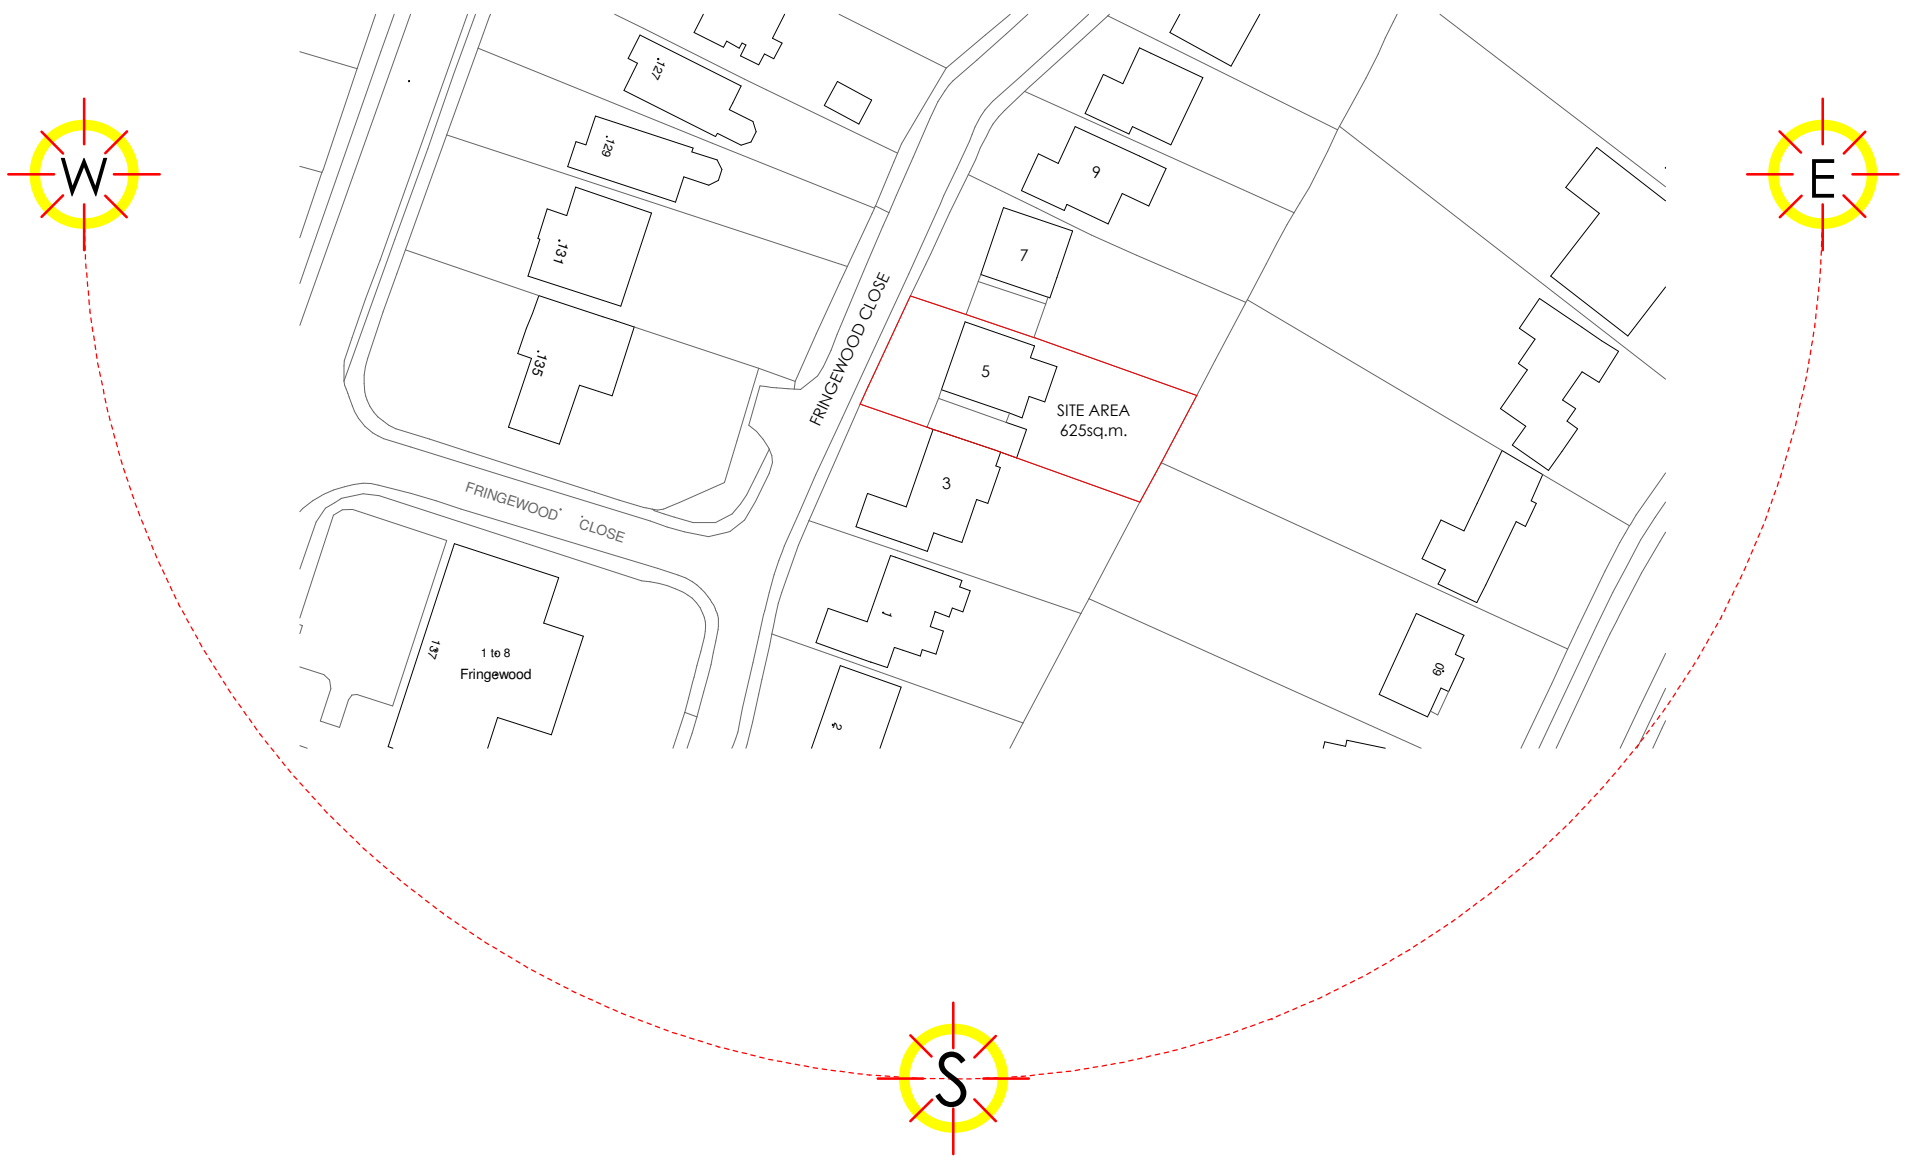 W
E
S
.127
.129
.131
.135
9
7
5
3
1
2
FRINGEWOOD CLOSE
SITE AREA
625sq.m.
FRINGEWOOD CLOSE
137
1 to 8
Fringewood
60